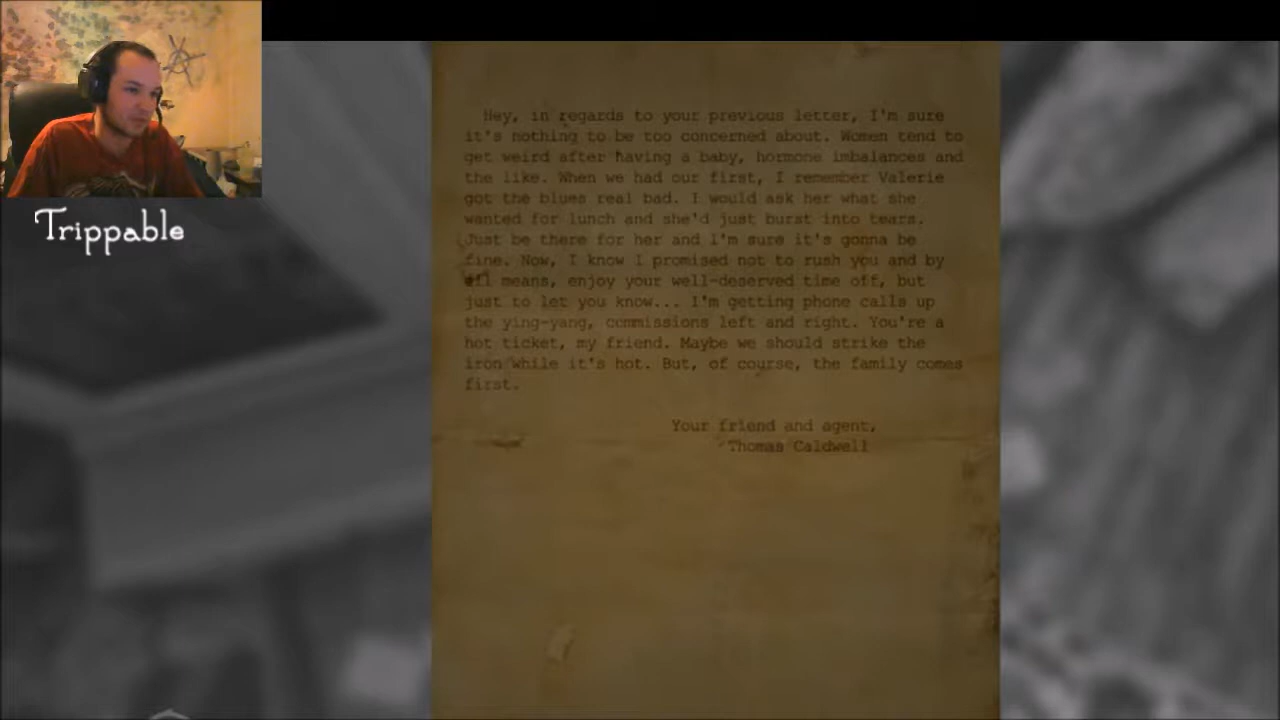 Trippable
Hey, in regards to your previous letter, I'm sure
it's nothing to be too concerned about. Women tend to
get weird after having a baby, hormone imbalances and
the like. When we had our first, I remember Valerie
got the blues real bad. I would ask her what she
wanted for lunch and she'd just burst into tears.
Just be there for her and I'm sure it's gonna be
fine. Now, I know I promised not to rush you and by
all means, enjoy your well-deserved time off, but
just to let you know... I'm getting phone calls up
the ying-yang, commissions left and right. You're a
hot ticket, my friend. Maybe we should strike the
iron while it's hot. But, of course, the family comes
first.
Your friend and agent,
Thomas Caldwell